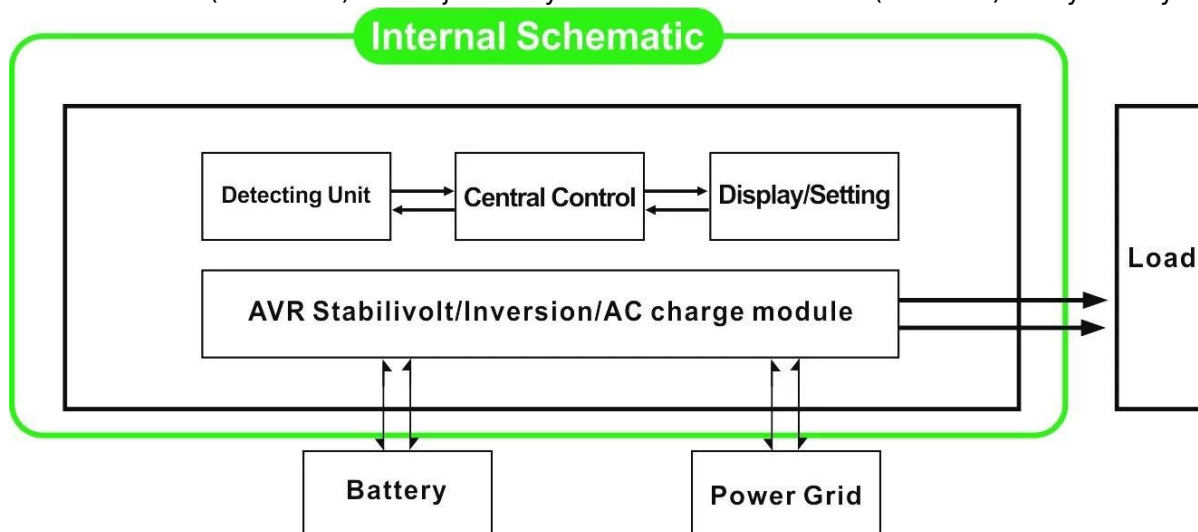 Internal Schematic
Detecting Unit
Central Control
Display/Setting
Load
AVR Stabilivolt/Inversion/AC charge module
Battery
Power Grid